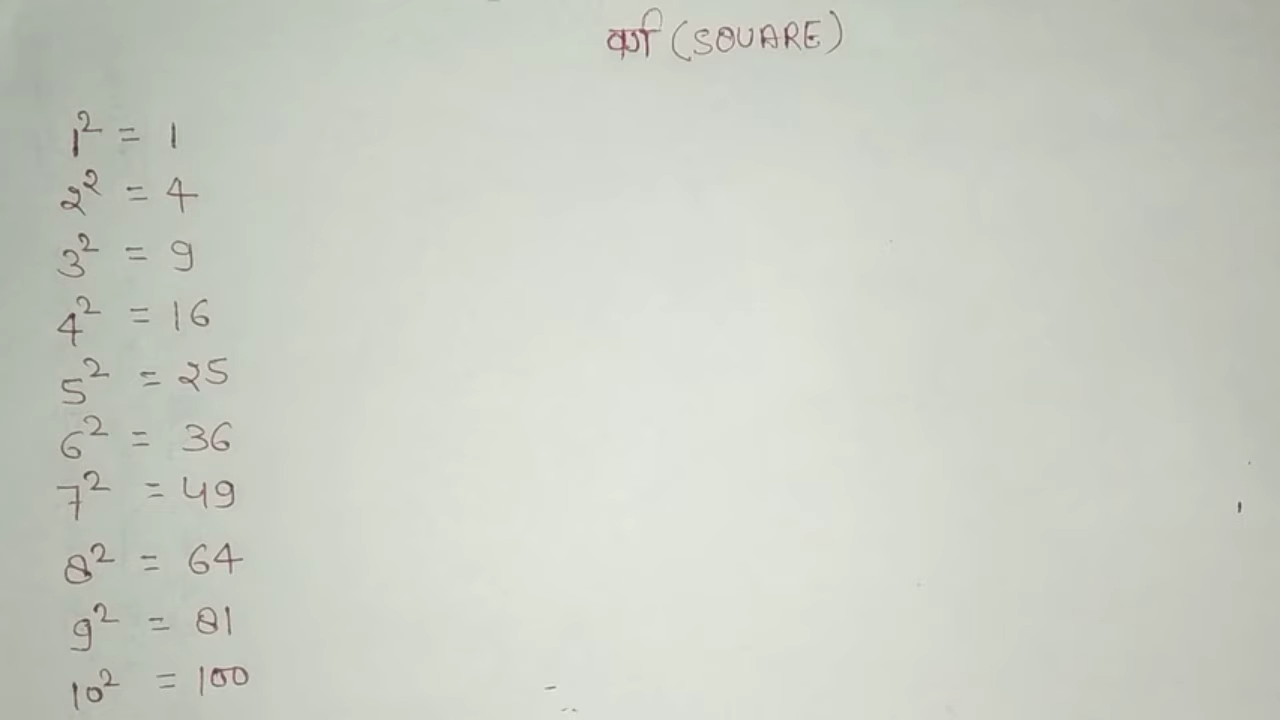 वर्ग (SQUARE)
1² = 1
2² = 4
3² = 9
4² = 16
5² = 25
6² = 36
7² = 49
8² = 64
9² = 81
10² = 100